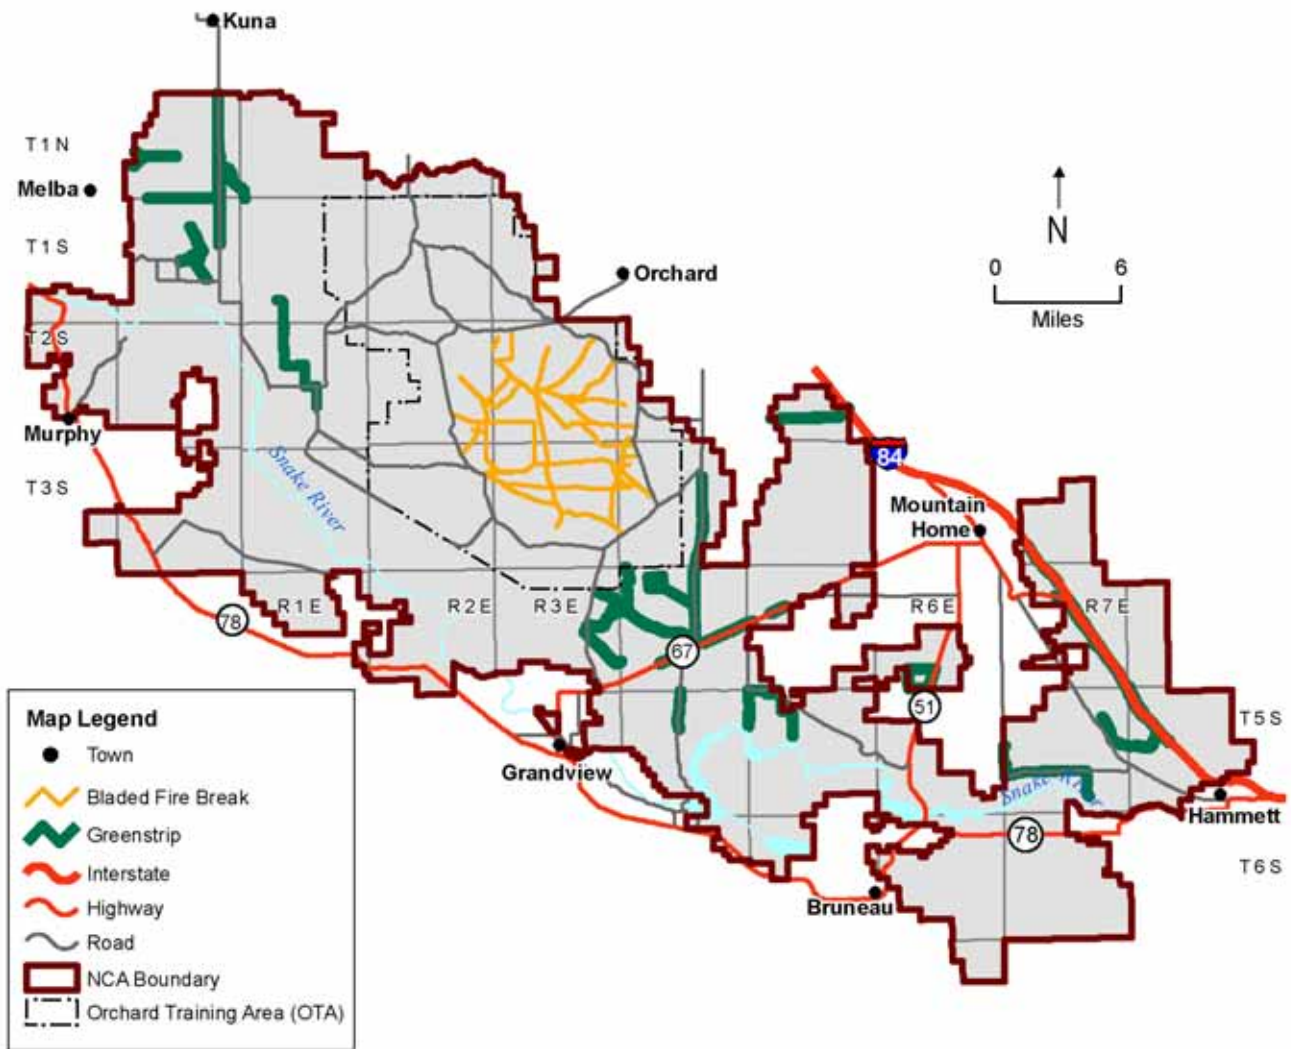 Kuna
T1N
Melba
T1S
N
0 6
Miles
Orchard
T2S
Murphy
84
Snake River
T3S
Mountain
Home
R1E
R2E
R3E
R6E
R7E
78
67
51
T5S
Map Legend
Town
Bladed Fire Break
Greenstrip
Interstate
Highway
Road
NCA Boundary
Orchard Training Area (OTA)
Grandview
Snake River
Hammett
78
T6S
Bruneau